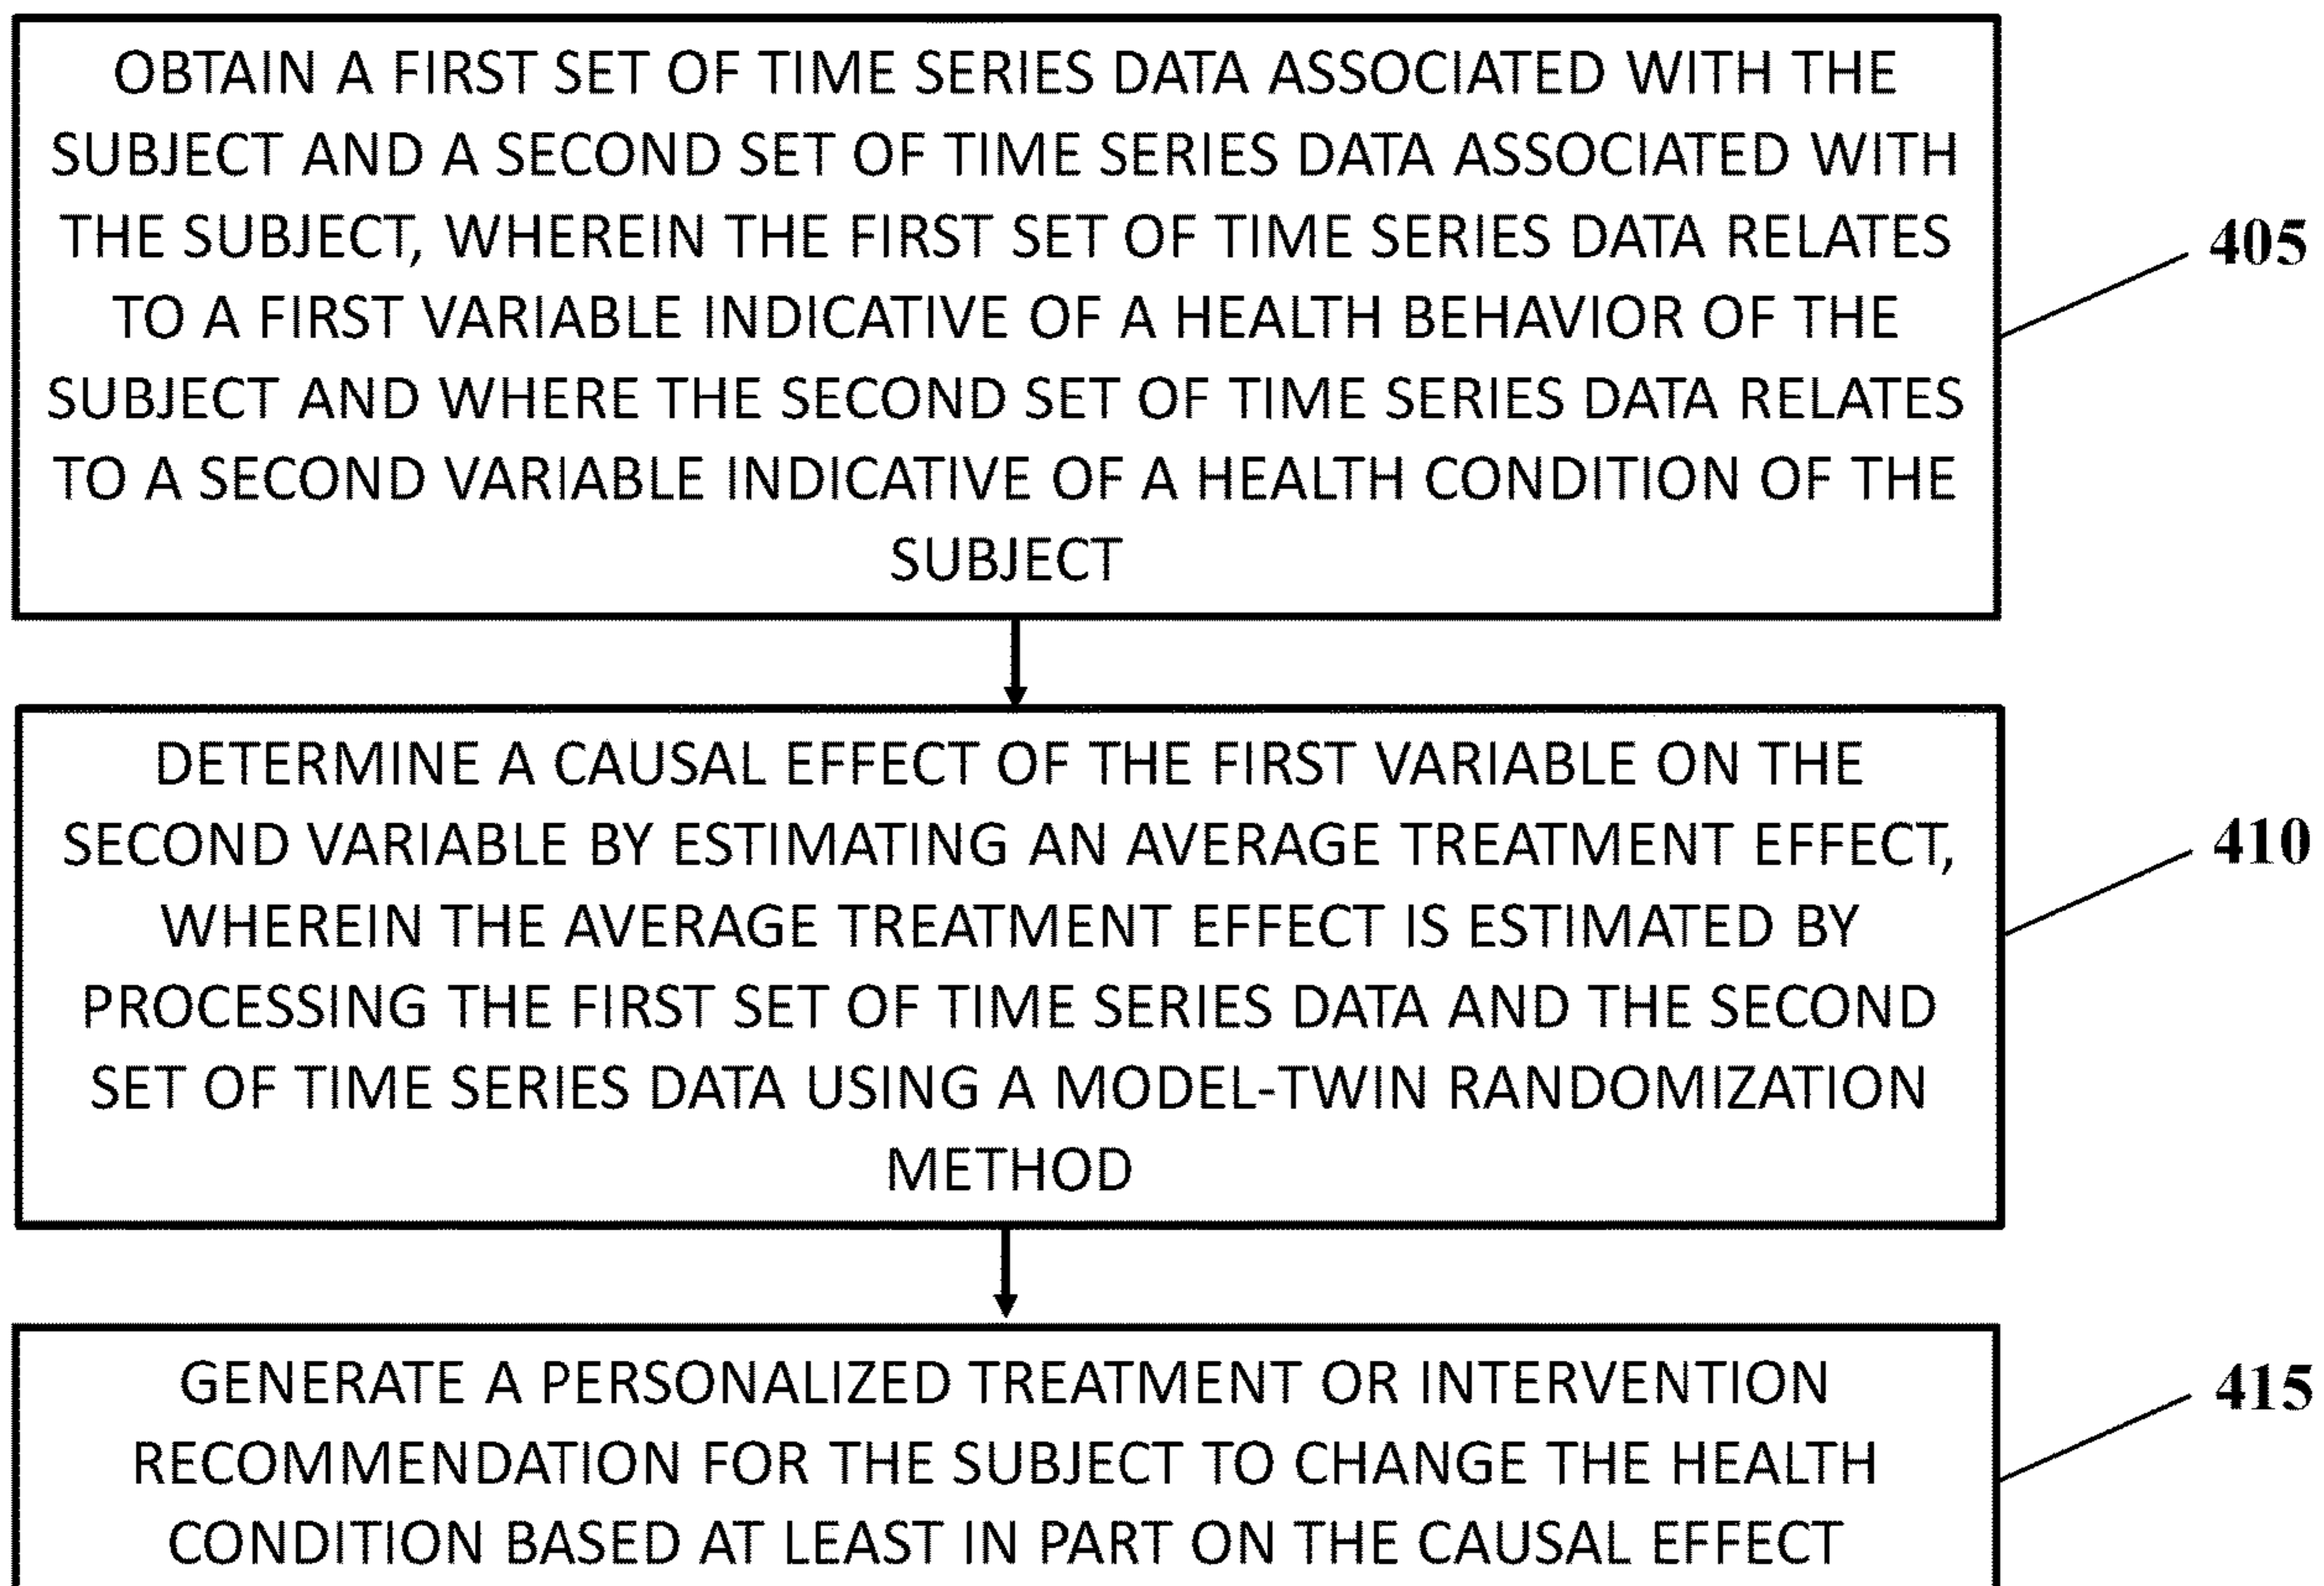 OBTAIN A FIRST SET OF TIME SERIES DATA ASSOCIATED WITH THE
SUBJECT AND A SECOND SET OF TIME SERIES DATA ASSOCIATED WITH
THE SUBJECT, WHEREIN THE FIRST SET OF TIME SERIES DATA RELATES
TO A FIRST VARIABLE INDICATIVE OF A HEALTH BEHAVIOR OF THE
SUBJECT AND WHERE THE SECOND SET OF TIME SERIES DATA RELATES
TO A SECOND VARIABLE INDICATIVE OF A HEALTH CONDITION OF THE
SUBJECT
405
DETERMINE A CAUSAL EFFECT OF THE FIRST VARIABLE ON THE
SECOND VARIABLE BY ESTIMATING AN AVERAGE TREATMENT EFFECT,
WHEREIN THE AVERAGE TREATMENT EFFECT IS ESTIMATED BY
PROCESSING THE FIRST SET OF TIME SERIES DATA AND THE SECOND
SET OF TIME SERIES DATA USING A MODEL-TWIN RANDOMIZATION
METHOD
410
GENERATE A PERSONALIZED TREATMENT OR INTERVENTION
RECOMMENDATION FOR THE SUBJECT TO CHANGE THE HEALTH
CONDITION BASED AT LEAST IN PART ON THE CAUSAL EFFECT
415